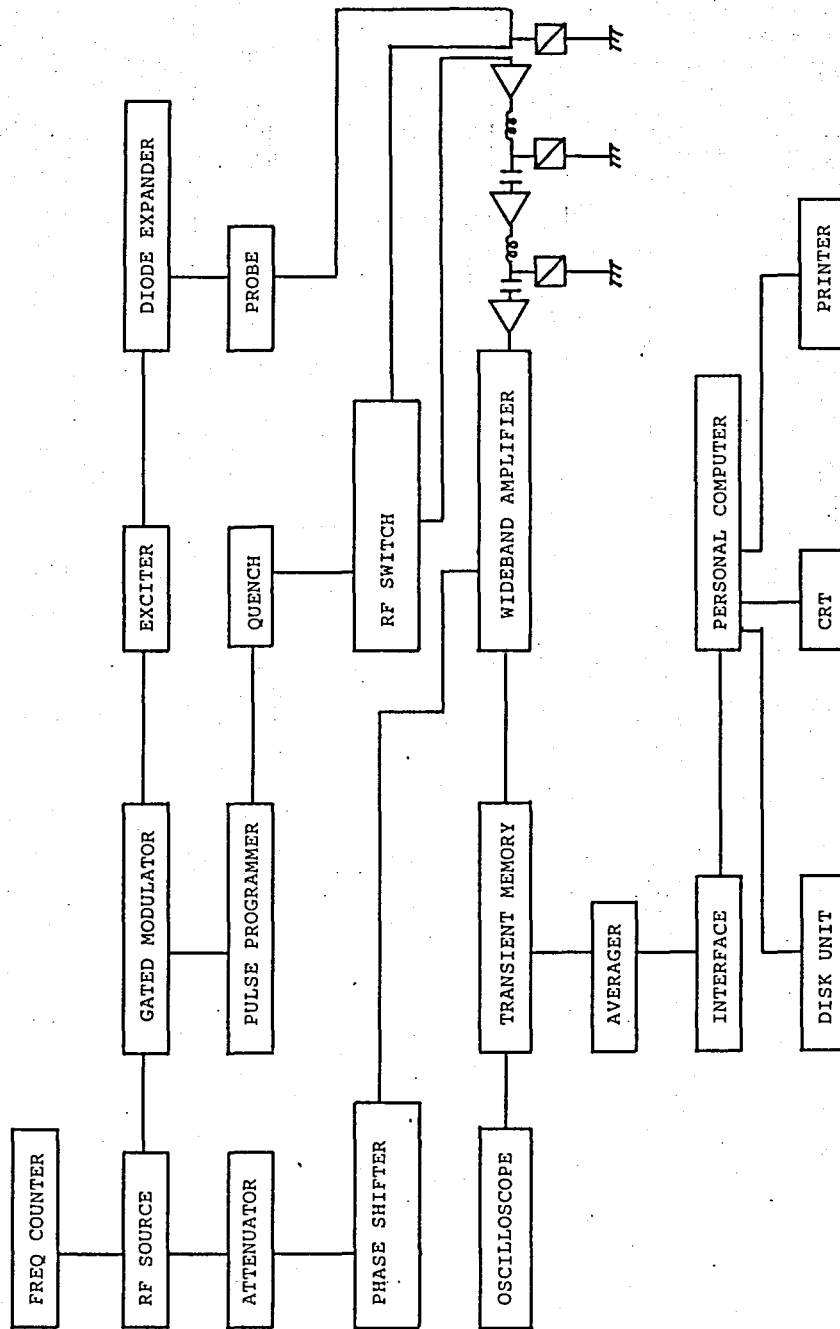 FREQ COUNTER
RF SOURCE
GATED MODULATOR
EXCITER
DIODE EXPANDER
ATTENUATOR
PULSE PROGRAMMER
QUENCH
PROBE
PHASE SHIFTER
RF SWITCH
OSCILLOSCOPE
TRANSIENT MEMORY
WIDEBAND AMPLIFIER
AVERAGER
INTERFACE
PERSONAL COMPUTER
DISK UNIT
CRT
PRINTER